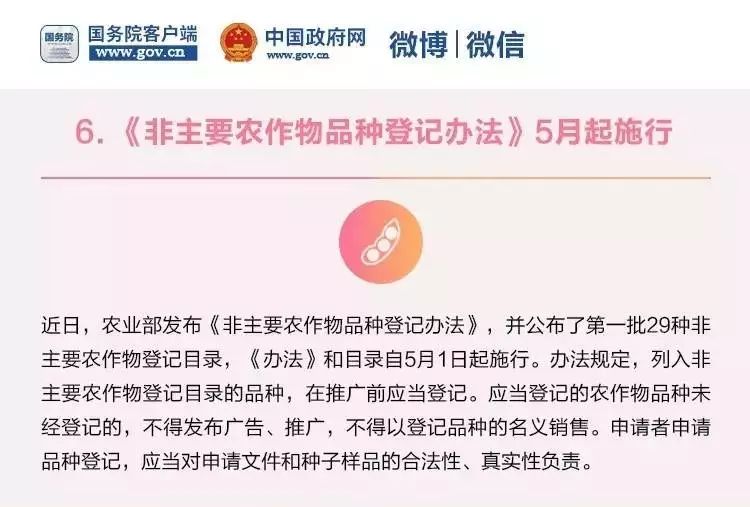 国务院
国务院客户端
www.gov.cn
中国政府网
www.gov.cn
微博|微信
6.《非主要农作物品种登记办法》5月起施行
近日，农业部发布《非主要农作物品种登记办法》，并公布了第一批29种非
主要农作物登记目录，《办法》和目录自5月1日起施行。办法规定，列入非
主要农作物登记目录的品种，在推广前应当登记。应当登记的农作物品种未
经登记的，不得发布广告、推广，不得以登记品种的名义销售。申请者申请
品种登记，应当对申请文件和种子样品的合法性、真实性负责。